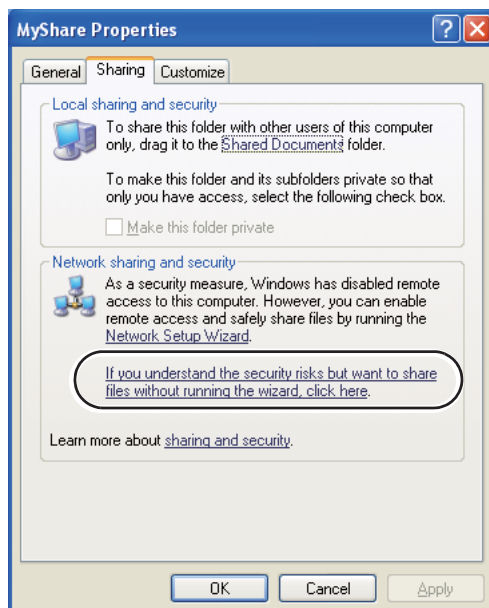 MyShare Properties
General Sharing Customize
Local sharing and security
To share this folder with other users of this computer
only, drag it to the Shared Documents folder.
To make this folder and its subfolders private so that
only you have access, select the following check box.
Make this folder private
Network sharing and security
As a security measure, Windows has disabled remote
access to this computer. However, you can enable
remote access and safely share files by running the
Network Setup Wizard.
If you understand the security risks but want to share
files without running the wizard, click here.
Learn more about sharing and security.
OK Cancel Apply